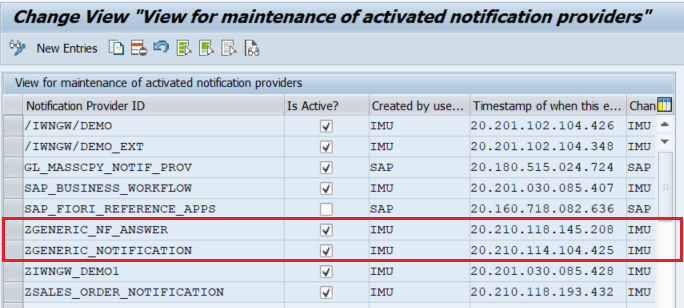 Change View "View for maintenance of activated notification providers"
New Entries
View for maintenance of activated notification providers
Notification Provider ID Is Active? Created by use... Timestamp of when this e... Chan
/IWNGW/DEMO IMU 20.201.102.104.426 IMU
/IWNGW/DEMO_EXT IMU 20.201.102.104.348 IMU
GL_MASSCPY_NOTIF_PROV SAP 20.180.515.024.724 SAP
SAP_BUSINESS_WORKFLOW IMU 20.201.030.085.407 IMU
SAP_FIORI_REFERENCE_APPS SAP 20.160.718.082.636 SAP
ZGENERIC_NF_ANSWER IMU 20.210.118.145.208 IMU
ZGENERIC_NOTIFICATION IMU 20.210.114.104.425 IMU
ZIWNGW_DEMO1 IMU 20.201.030.085.428 IMU
ZSALES_ORDER_NOTIFICATION IMU 20.210.118.193.432 IMU